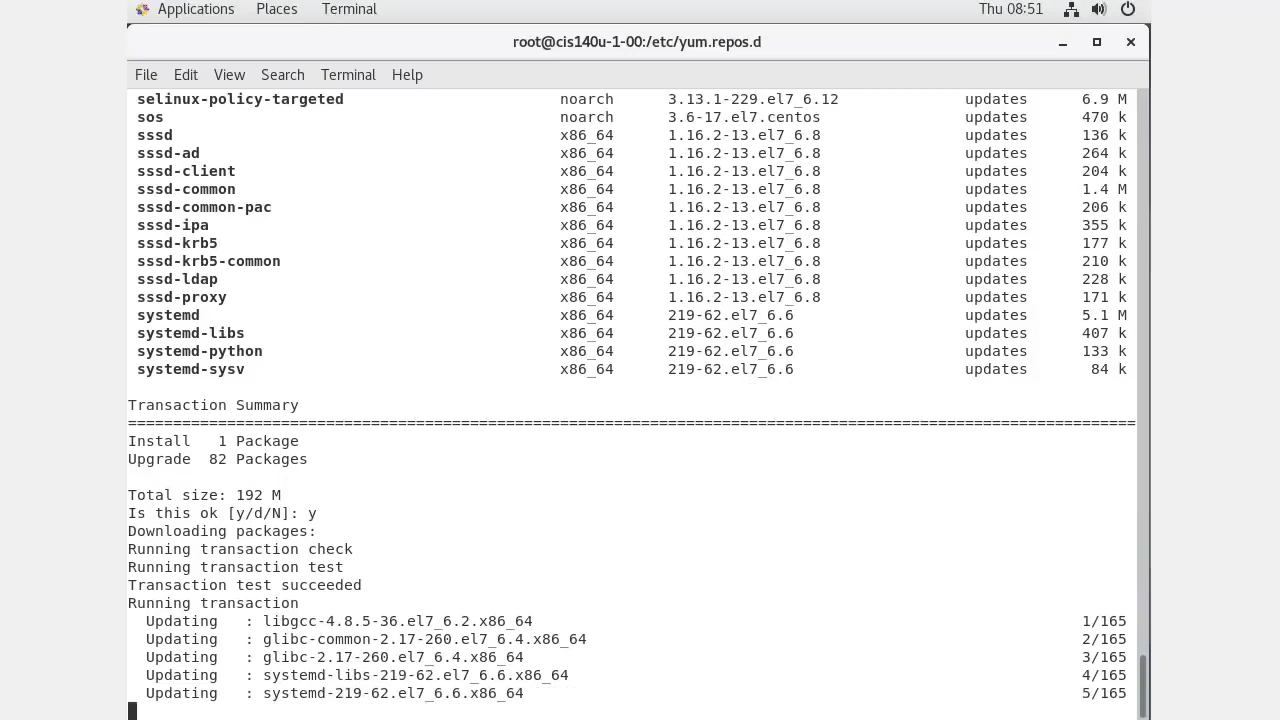 Applications Places Terminal Thu 08:51
root@cis140u-1-00:/etc/yum.repos.d
File Edit View Search Terminal Help
selinux-policy-targeted noarch 3.13.1-229.el7_6.12 updates 6.9 M
sos noarch 3.6-17.el7.centos updates 470 k
sssd x86_64 1.16.2-13.el7_6.8 updates 136 k
sssd-ad x86_64 1.16.2-13.el7_6.8 updates 264 k
sssd-client x86_64 1.16.2-13.el7_6.8 updates 204 k
sssd-common x86_64 1.16.2-13.el7_6.8 updates 1.4 M
sssd-common-pac x86_64 1.16.2-13.el7_6.8 updates 206 k
sssd-ipa x86_64 1.16.2-13.el7_6.8 updates 355 k
sssd-krb5 x86_64 1.16.2-13.el7_6.8 updates 177 k
sssd-krb5-common x86_64 1.16.2-13.el7_6.8 updates 210 k
sssd-ldap x86_64 1.16.2-13.el7_6.8 updates 228 k
sssd-proxy x86_64 1.16.2-13.el7_6.8 updates 171 k
systemd x86_64 219-62.el7_6.6 updates 5.1 M
systemd-libs x86_64 219-62.el7_6.6 updates 407 k
systemd-python x86_64 219-62.el7_6.6 updates 133 k
systemd-sysv x86_64 219-62.el7_6.6 updates 84 k
Transaction Summary
================================================================================================================
Install 1 Package
Upgrade 82 Packages
Total size: 192 M
Is this ok [y/d/N]: y
Downloading packages:
Running transaction check
Running transaction test
Transaction test succeeded
Running transaction
Updating : libgcc-4.8.5-36.el7_6.2.x86_64 1/165
Updating : glibc-common-2.17-260.el7_6.4.x86_64 2/165
Updating : glibc-2.17-260.el7_6.4.x86_64 3/165
Updating : systemd-libs-219-62.el7_6.6.x86_64 4/165
Updating : systemd-219-62.el7_6.6.x86_64 5/165